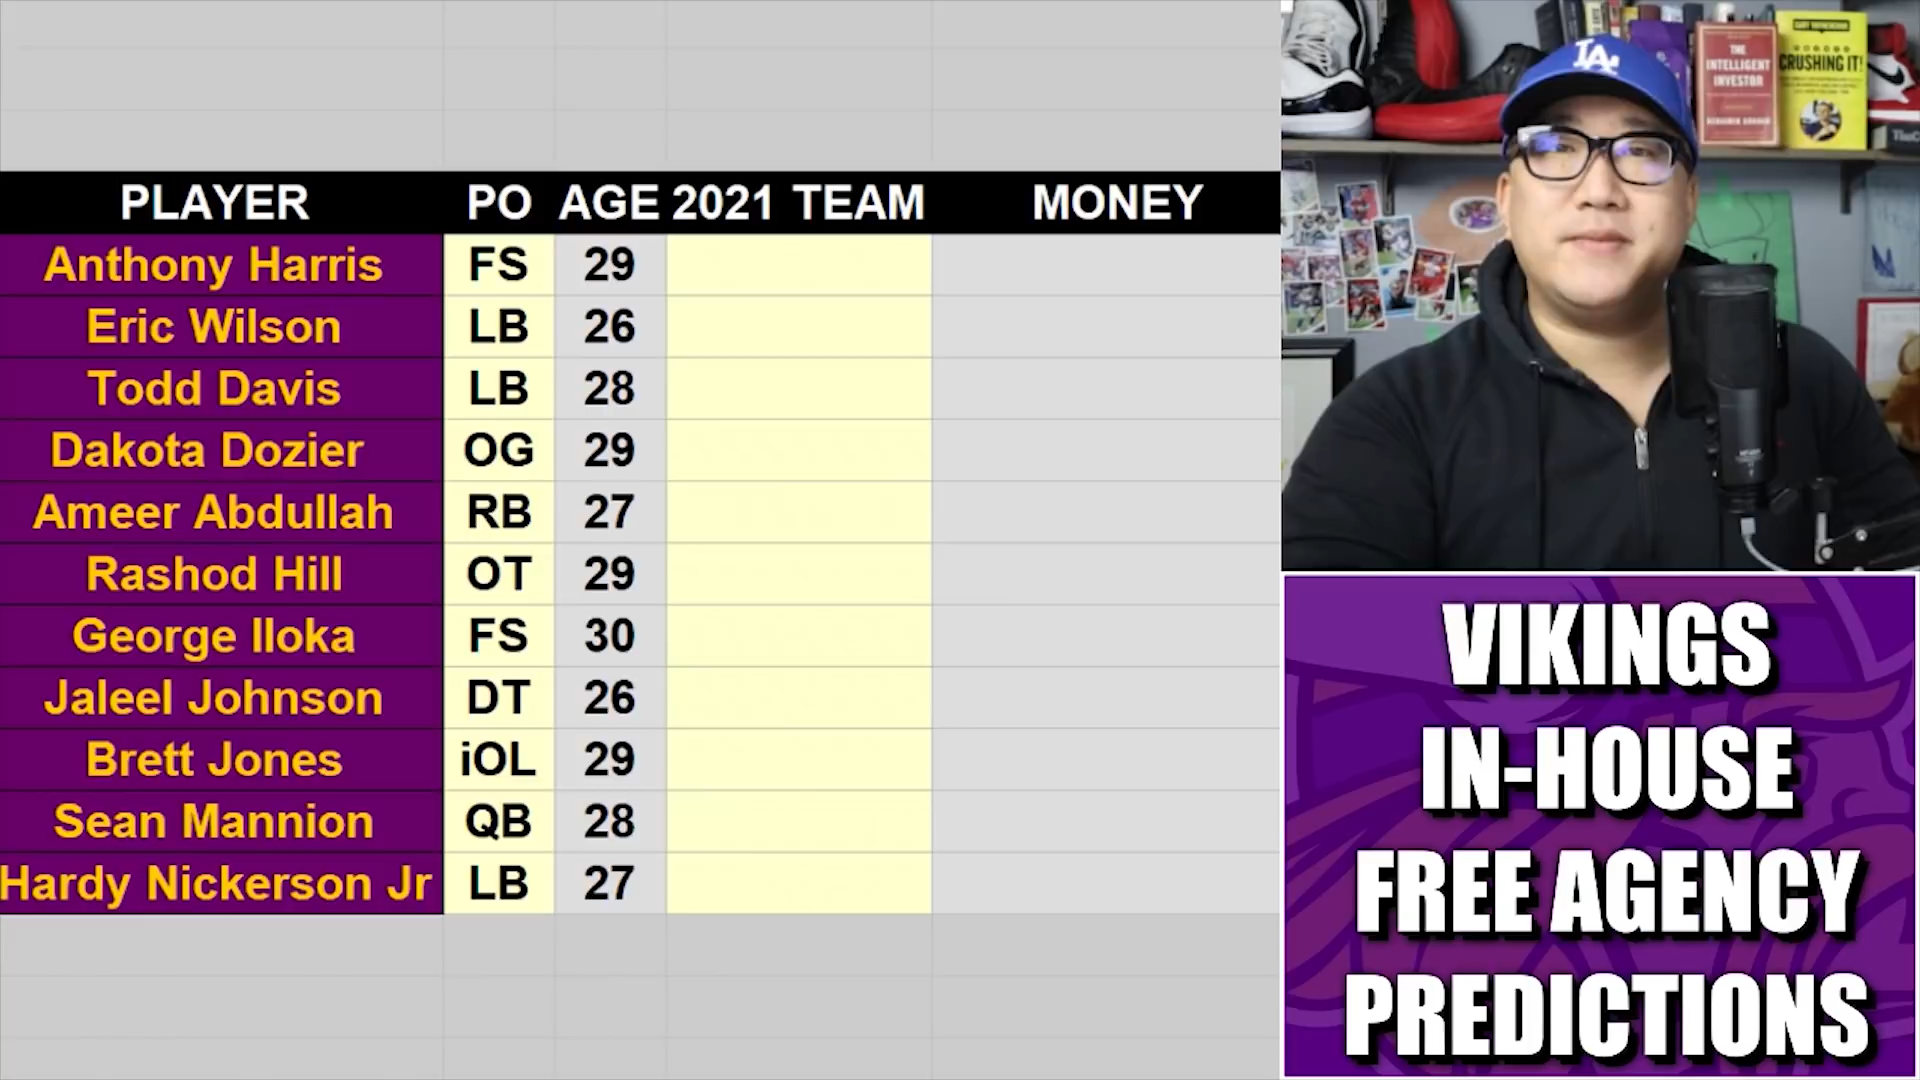 PLAYER PO AGE 2021 TEAM MONEY
Anthony Harris FS 29
Eric Wilson LB 26
Todd Davis LB 28
Dakota Dozier OG 29
Ameer Abdullah RB 27
Rashod Hill OT 29
George Iloka FS 30
Jaleel Johnson DT 26
Brett Jones iOL 29
Sean Mannion QB 28
Hardy Nickerson Jr LB 27
LA
THE
INTELLIGENT
INVESTOR
CRUSHING IT!
VIKINGS
IN-HOUSE
FREE AGENCY
PREDICTIONS